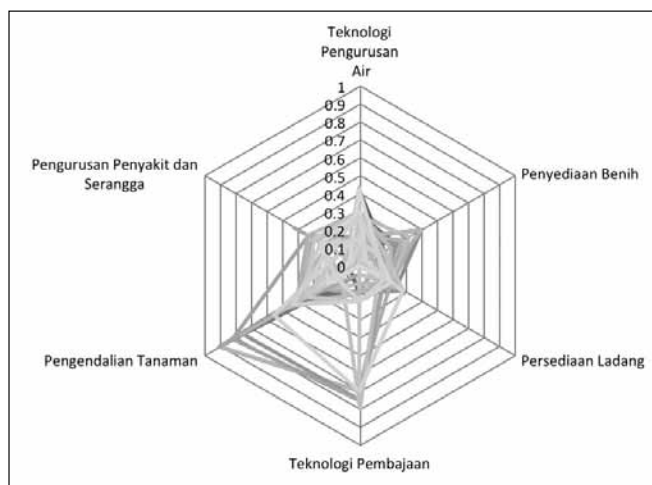 Teknologi
Pengurusan
Air
1
0.9
0.8
0.7
0.6
0.5
0.4
0.3
0.2
0.1
0
Pengurusan Penyakit dan
Serangga
Penyediaan Benih
Pengendalian Tanaman
Persediaan Ladang
Teknologi Pembajaan